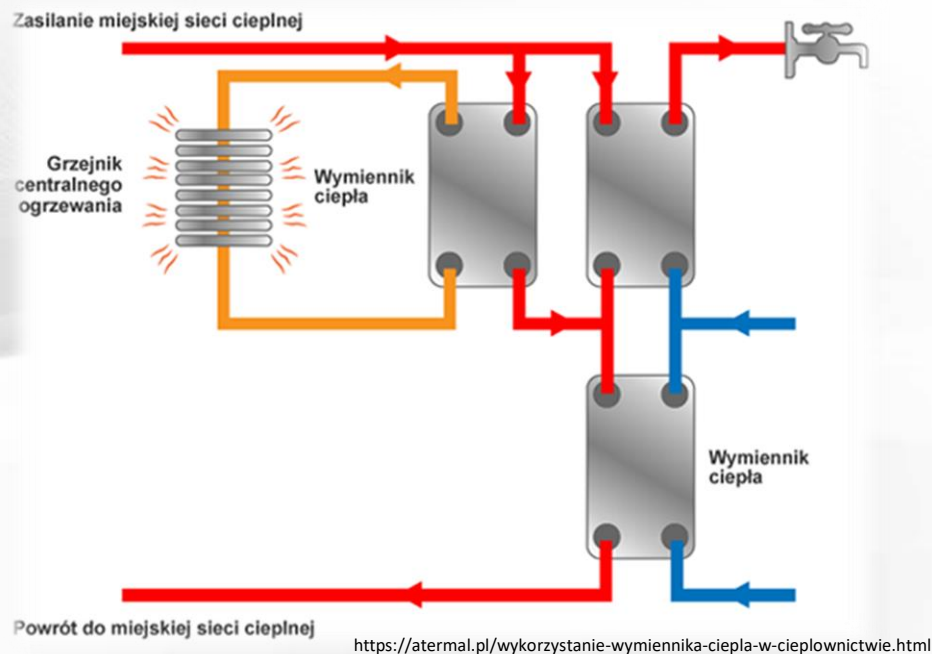 Zasilanie miejskiej sieci cieplnej
Grzejnik
centralnego
ogrzewania
Wymiennik
ciepła
Wymiennik
ciepła
Powrót do miejskiej sieci cieplnej
https://atermal.pl/wykorzystanie-wymiennika-ciepla-w-cieplownictwie.html